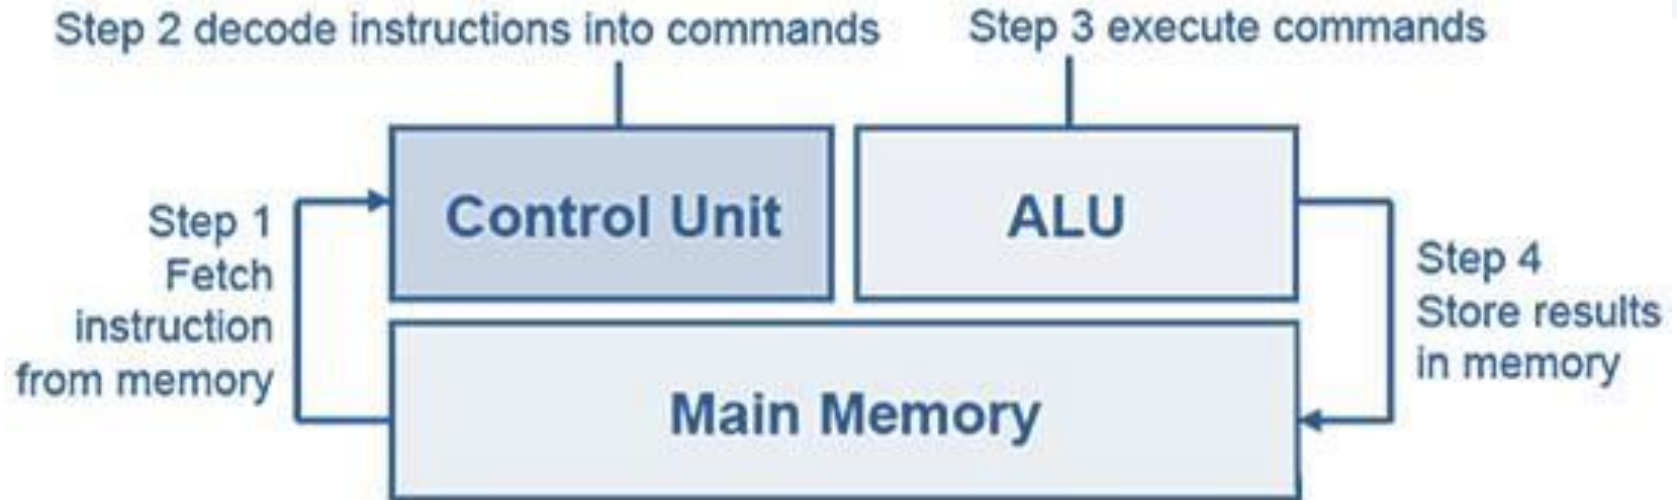 Step 2 decode instructions into commands
Step 3 execute commands
Control Unit
ALU
Step 1
Fetch
instruction
from memory
Step 4
Store results
in memory
Main Memory